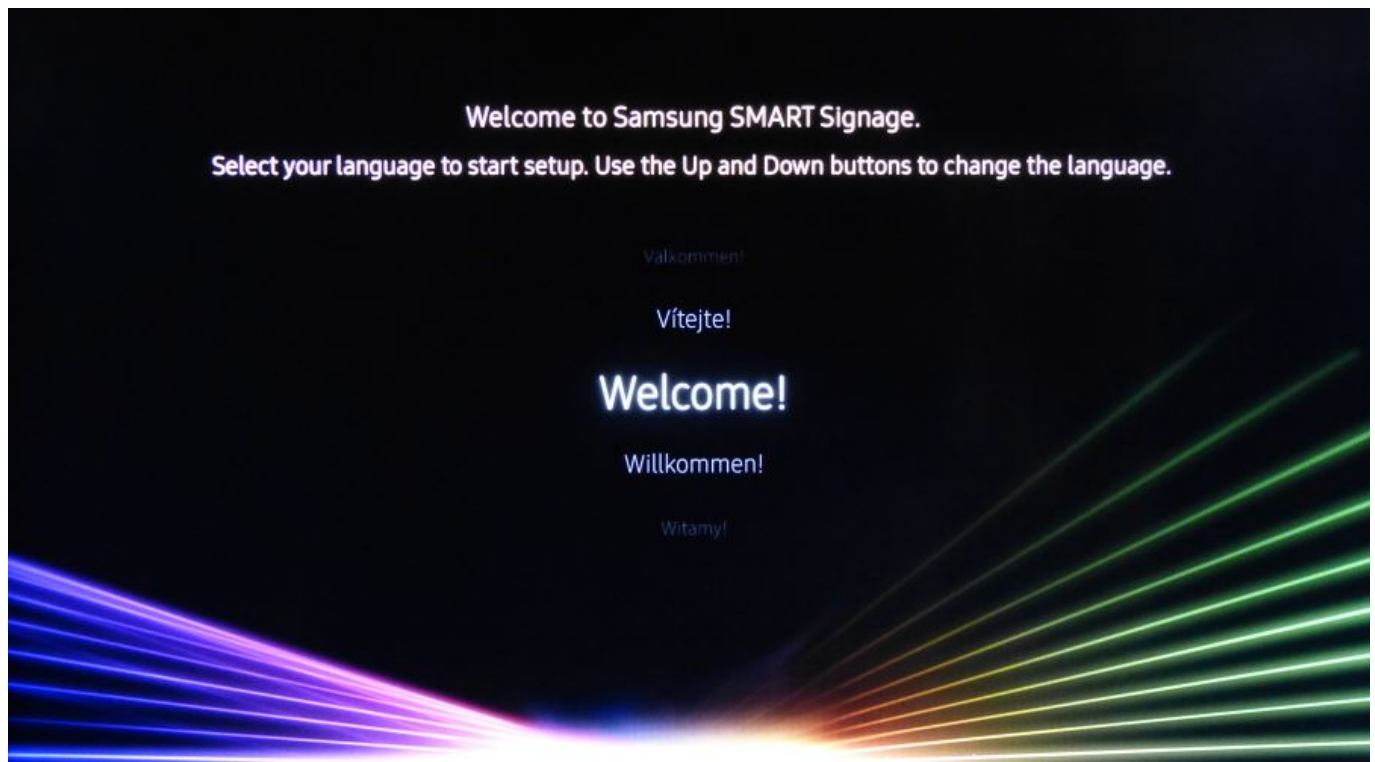 Welcome to Samsung SMART Signage.
Select your language to start setup. Use the Up and Down buttons to change the language.
Välkommen!
Vítejte!
Welcome!
Willkommen!
Witamy!